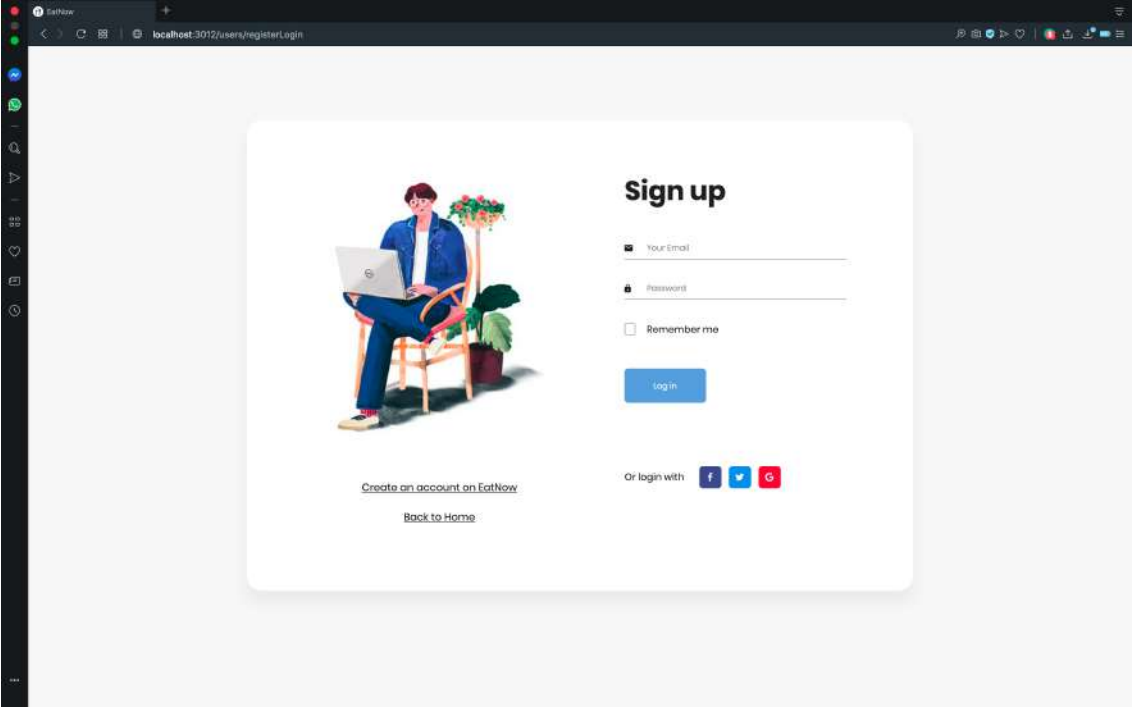 EatNow
localhost:3012/users/registerLogin
Sign up
Your Email
Password
Remember me
Log in
Or login with
Create an account on EatNow
Back to Home